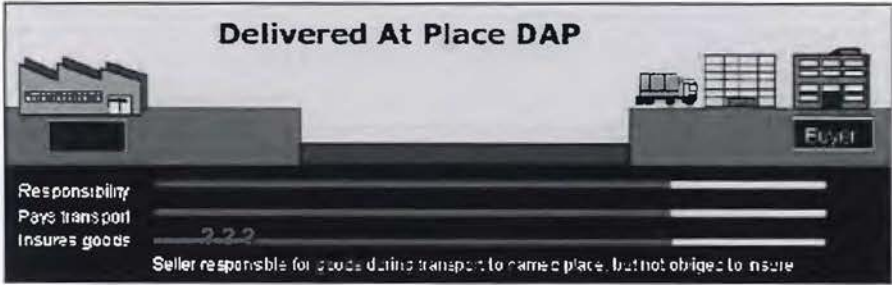 Delivered At Place DAP
Buyer
Responsibility
Pays transport
Insures goods ???
Seller responsible for goods during transport to named place, but not obliged to insure